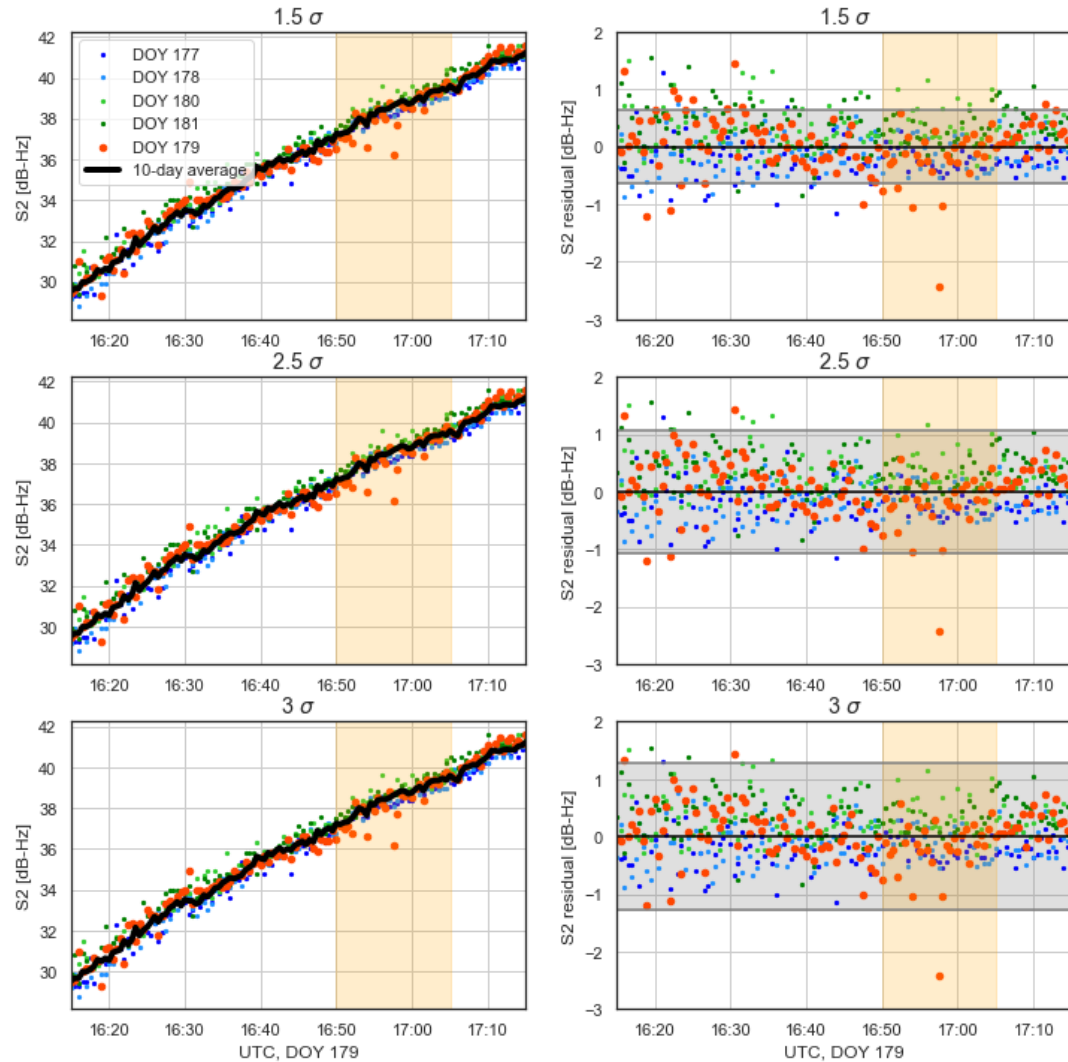 1.5 σ
42
40
38
36
34
32
30
S2 [dB-Hz]
DOY 177
DOY 178
DOY 180
DOY 181
DOY 179
10-day average
16:20 16:30 16:40 16:50 17:00 17:10
1.5 σ
2
1
0
−1
−2
−3
S2 residual [dB-Hz]
16:20 16:30 16:40 16:50 17:00 17:10
2.5 σ
42
40
38
36
34
32
30
S2 [dB-Hz]
16:20 16:30 16:40 16:50 17:00 17:10
2.5 σ
2
1
0
−1
−2
−3
S2 residual [dB-Hz]
16:20 16:30 16:40 16:50 17:00 17:10
3 σ
42
40
38
36
34
32
30
S2 [dB-Hz]
16:20 16:30 16:40 16:50 17:00 17:10
UTC, DOY 179
3 σ
2
1
0
−1
−2
−3
S2 residual [dB-Hz]
16:20 16:30 16:40 16:50 17:00 17:10
UTC, DOY 179